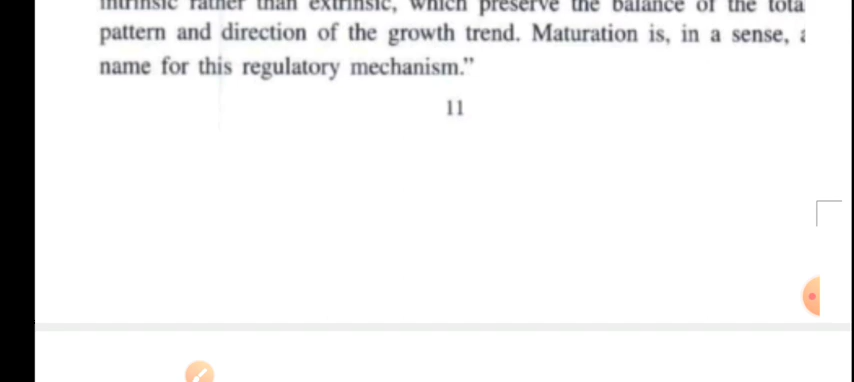 intrinsic rather than extrinsic, which preserve the balance of the tota
pattern and direction of the growth trend. Maturation is, in a sense, a
name for this regulatory mechanism.”
11